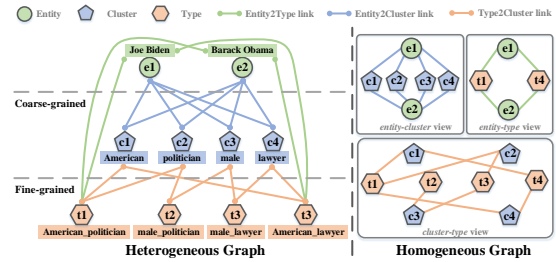 Entity Cluster Type Entity2Type link Entity2Cluster link Type2Cluster link
Joe Biden Barack Obama
e1 e2
Coarse-grained
c1 c2 c3 c4
American politician male lawyer
Fine-grained
t1 t2 t3 t3
American_politician male_politician male_lawyer American_lawyer
Heterogeneous Graph
e1
c1 c2 c3 c4
e2
entity-cluster view
e1
t1 t4
e2
entity-type view
c1 c2
t1 t2 t3 t4
c3 c4
cluster-type view
Homogeneous Graph